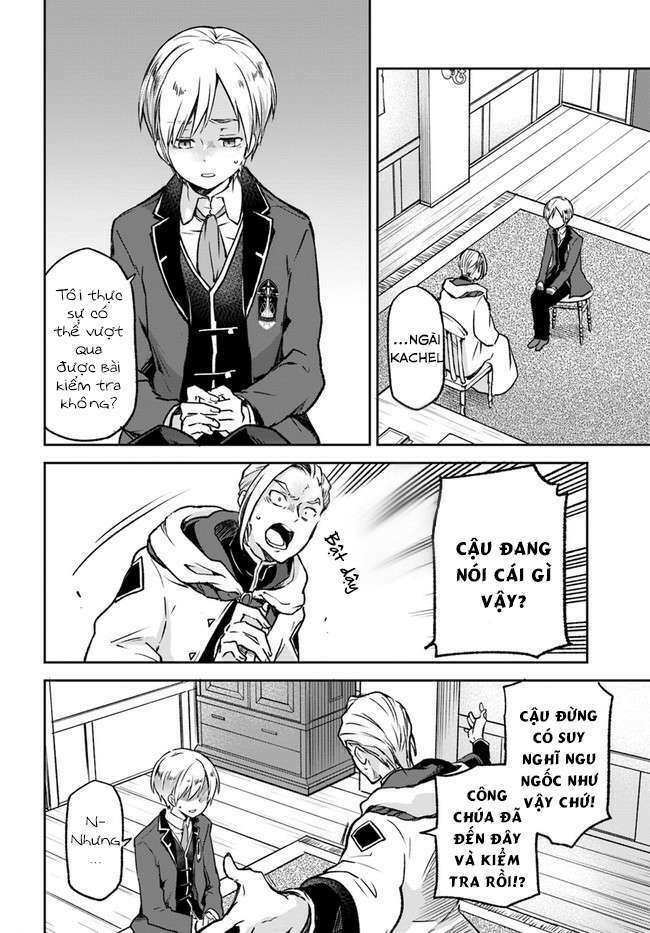 ...NGÀI
KACHEL
Tôi thực
sự có
thể vượt
qua
được bài
kiểm tra
không?
CẬU ĐANG
NÓI CÁI GÌ
VẬY?
Bật dậy
CẬU ĐỪNG
CÓ SUY
NGHĨ NGU
NGỐC NHƯ
VẬY CHỨ!
CÔNG
CHÚA ĐÃ
ĐẾN ĐÂY
VÀ KIỂM
TRA RỒI!?
N-
Nhưng
...